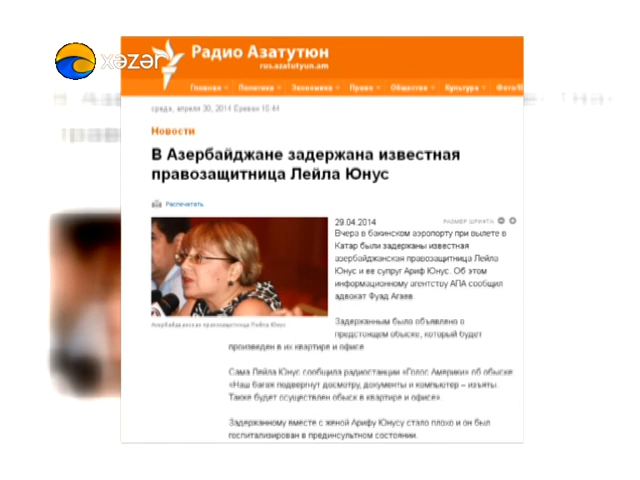 xəzər
Радио Азатутюн
rus.azatutyun.am
Главная Политика Экономика Право Общество Культура Фото/В
среда, апреля 30, 2014 Ереван 10:44
Новости
В Азербайджане задержана известная
правозащитница Лейла Юнус
Распечатать
29.04.2014 РАЗМЕР ШРИФТА
Вчера в бакинском аэропорту при вылете в
Катар были задержаны известная
азербайджанская правозащитница Лейла
Юнус и ее супруг Ариф Юнус. Об этом
информационному агентству АПА сообщил
адвокат Фуад Агаев.
Азербайджанская правозащитница Лейла Юнус
Задержанным было объявлено о
предстоящем обыске, который будет
произведен в их квартире и офисе
Сама Лейла Юнус сообщила радиостанции «Голос Америки» об обыске:
«Наш багаж подвергнут досмотру, документы и компьютер – изъяты.
Также будет осуществлен обыск в квартире и офисе».
Задержанному вместе с женой Арифу Юнусу стало плохо и он был
госпитализирован в прединсультном состоянии.